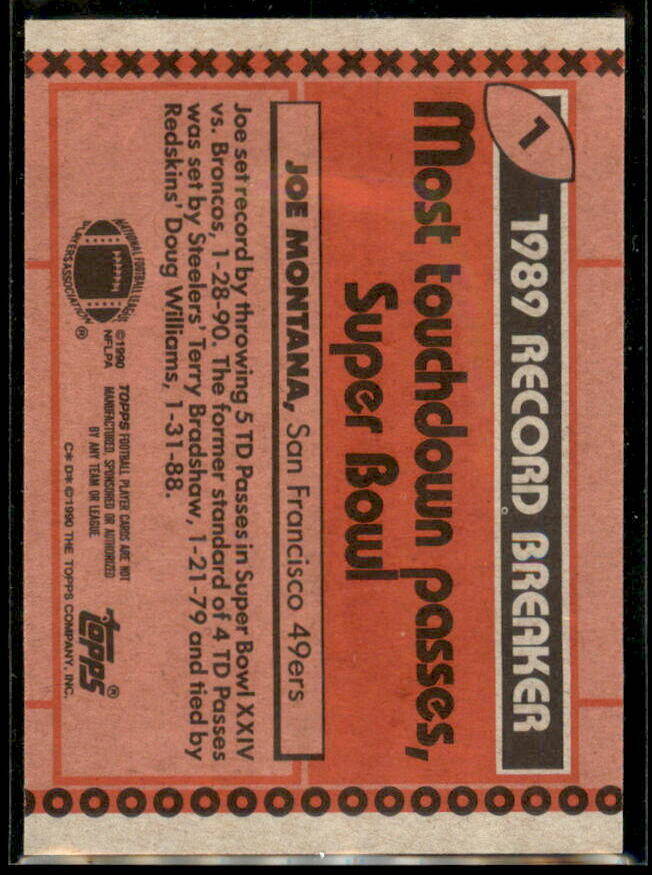 1
1989 RECORD BREAKER
Most touchdown passes,
Super Bowl
JOE MONTANA, San Francisco 49ers
Joe set record by throwing 5 TD Passes in Super Bowl XXIV
vs. Broncos, 1-28-90. The former standard of 4 TD Passes
was set by Steelers' Terry Bradshaw, 1-21-79 and tied by
Redskins' Doug Williams, 1-31-88.
NATIONAL FOOTBALL LEAGUE
PLAYERS ASSOCIATION
®
©1990
NFLPA
TOPPS FOOTBALL PLAYER CARDS ARE NOT
MANUFACTURED, SPONSORED OR AUTHORIZED
BY ANY TEAM OR LEAGUE.
C* D* ©1990 THE TOPPS COMPANY, INC.
topps®